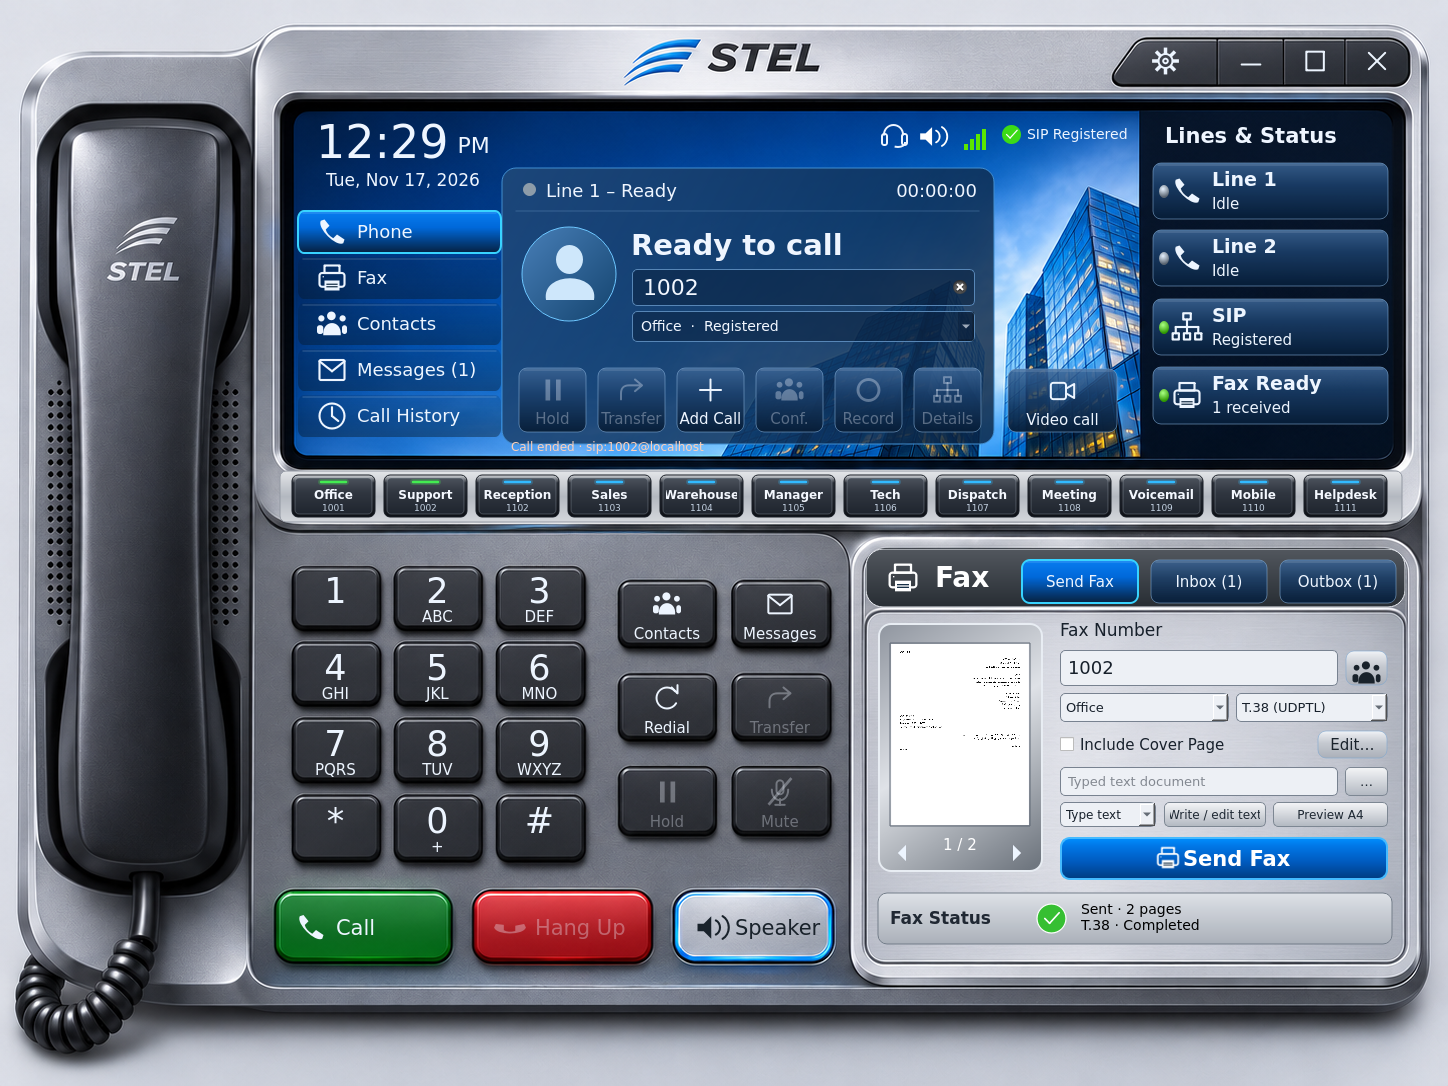 STEL
12:29 PM
Tue, Nov 17, 2026
SIP Registered
Lines & Status
STEL
Phone
Fax
Contacts
Messages (1)
Call History
Line 1 – Ready
00:00:00
Ready to call
1002
Office · Registered
Hold
Transfer
Add Call
Conf.
Record
Details
Video call
Call ended · sip:1002@localhost
Line 1
Idle
Line 2
Idle
SIP
Registered
Fax Ready
1 received
Office
1001
Support
1002
Reception
1102
Sales
1103
Warehouse
1104
Manager
1105
Tech
1106
Dispatch
1107
Meeting
1108
Voicemail
1109
Mobile
1110
Helpdesk
1111
1
2
ABC
3
DEF
4
GHI
5
JKL
6
MNO
7
PQRS
8
TUV
9
WXYZ
*
0
+
#
Contacts
Messages
Redial
Transfer
Hold
Mute
Call
Hang Up
Speaker
Fax
Send Fax
Inbox (1)
Outbox (1)
1 / 2
Fax Number
1002
Office
T.38 (UDPTL)
Include Cover Page
Edit...
Typed text document
...
Type text
Write / edit text
Preview A4
Send Fax
Fax Status
Sent · 2 pages
T.38 · Completed